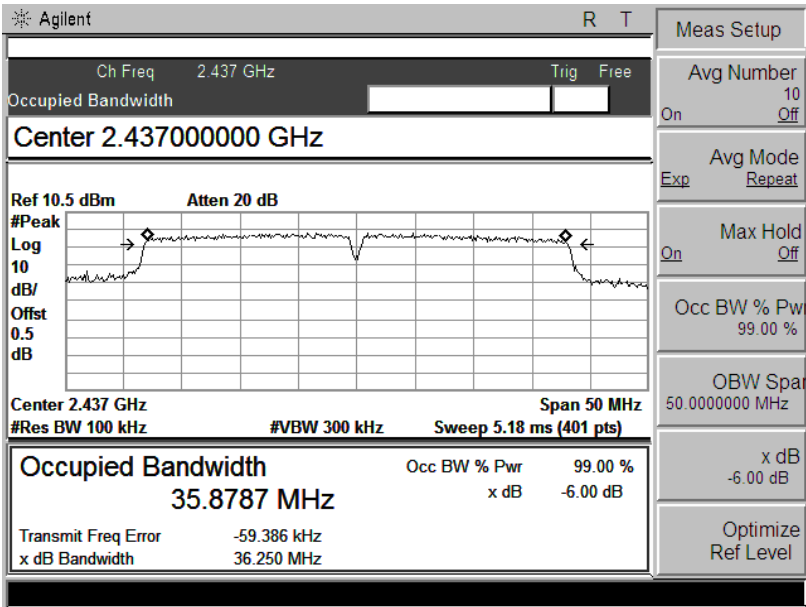 Agilent R T
Ch Freq 2.437 GHz Trig Free
Occupied Bandwidth
Center 2.437000000 GHz
Ref 10.5 dBm Atten 20 dB
#Peak
Log
10
dB/
Offst
0.5
dB
Center 2.437 GHz Span 50 MHz
#Res BW 100 kHz #VBW 300 kHz Sweep 5.18 ms (401 pts)
Occupied Bandwidth Occ BW % Pwr 99.00 %
35.8787 MHz x dB -6.00 dB
Transmit Freq Error -59.386 kHz
x dB Bandwidth 36.250 MHz
Meas Setup
Avg Number
10
On Off
Avg Mode
Exp Repeat
Max Hold
On Off
Occ BW % Pwr
99.00 %
OBW Span
50.0000000 MHz
x dB
-6.00 dB
Optimize
Ref Level